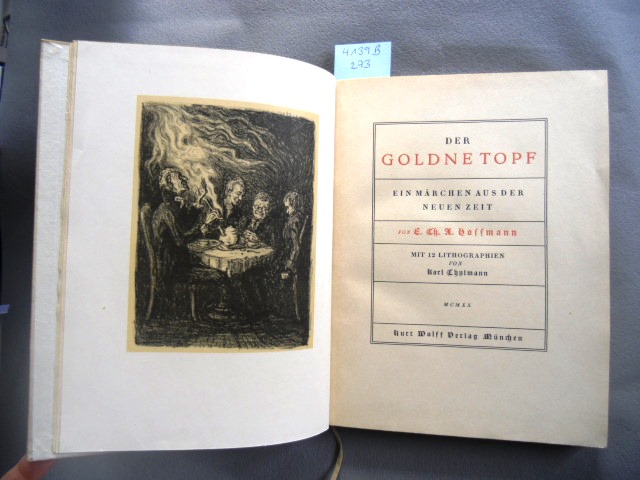 4139B
273
DER
GOLDNE TOPF
EIN MÄRCHEN AUS DER
NEUEN ZEIT
VON E. Th. A. Hoffmann
MIT 12 LITHOGRAPHIEN
VON
Karl Thylmann
MCMXX
Kurt Wolff Verlag München